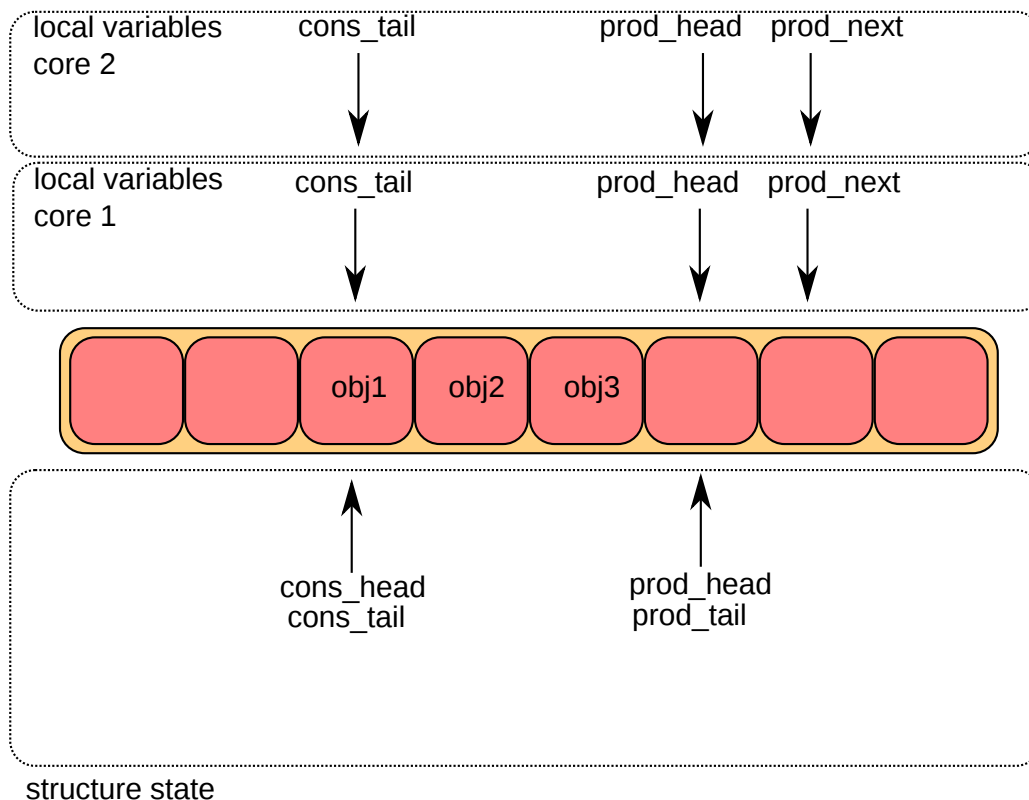 local variables
core 2
cons_tail
prod_head
prod_next
local variables
core 1
cons_tail
prod_head
prod_next
obj1
obj2
obj3
cons_head
cons_tail
prod_head
prod_tail
structure state